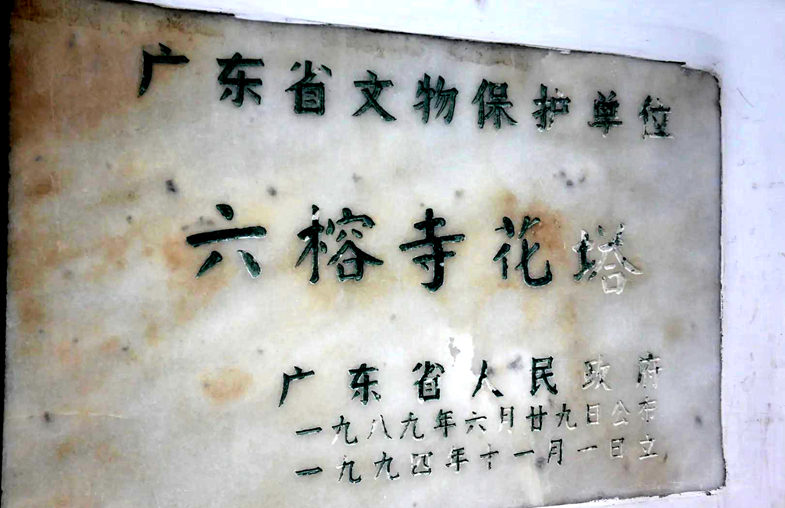 广东省文物保护单位
六榕寺花塔
广东省人民政府
一九八九年六月廿九日公布
一九九四年十一月一日立